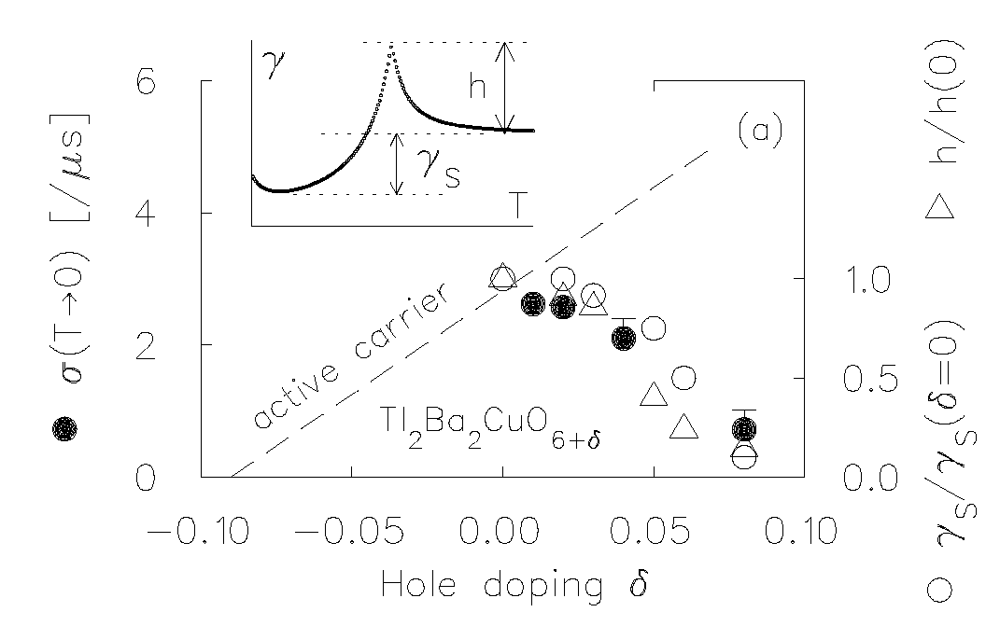 γ
h
γS
T
(a)
6
4
2
0
● σ(T→0) [/μs]
active carrier
Tl2Ba2CuO6+δ
1.0
0.5
0.0
△ h/h(0)
○ γS/γS(δ=0)
−0.10 −0.05 0.00 0.05 0.10
Hole doping δ